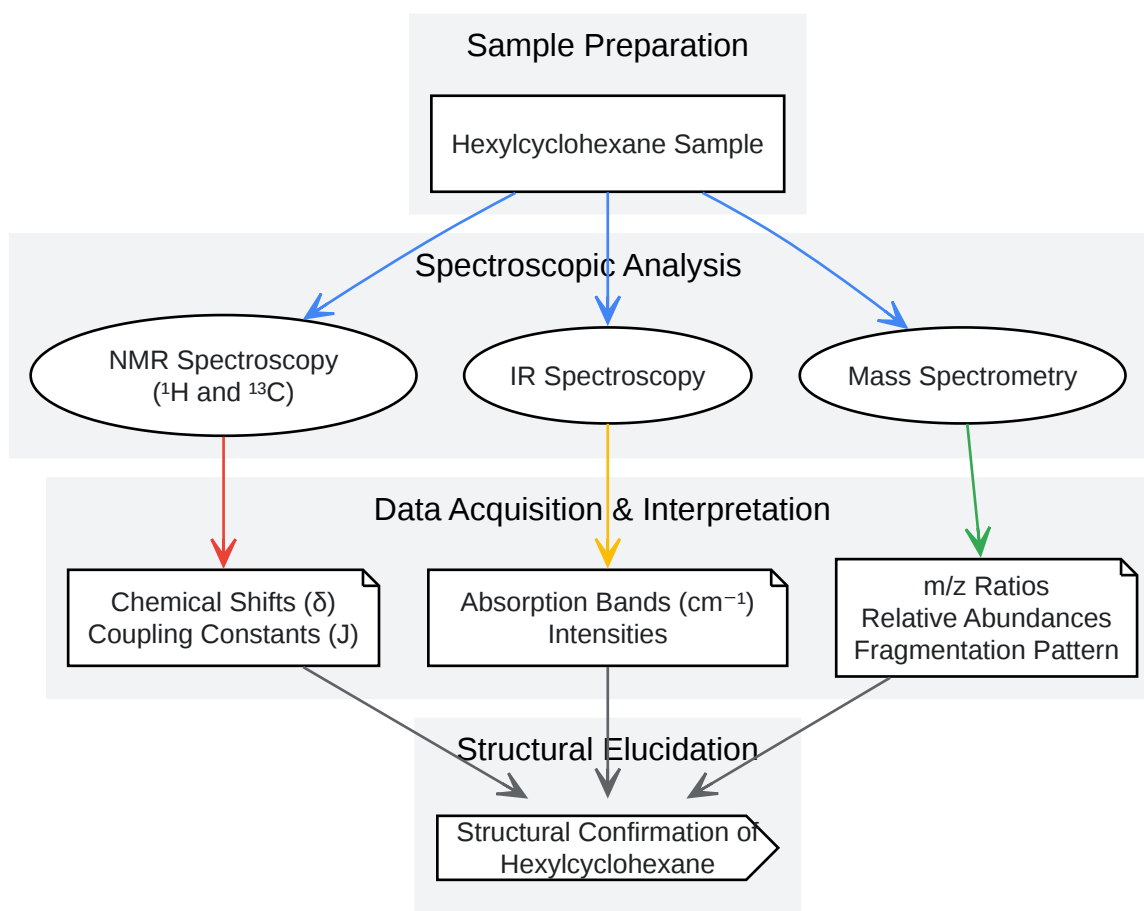 Sample Preparation
Hexylcyclohexane Sample
Spectroscopic Analysis
NMR Spectroscopy
(¹H and ¹³C)
IR Spectroscopy
Mass Spectrometry
Data Acquisition & Interpretation
Chemical Shifts (δ)
Coupling Constants (J)
Absorption Bands (cm⁻¹)
Intensities
m/z Ratios
Relative Abundances
Fragmentation Pattern
Structural Elucidation
Structural Confirmation of
Hexylcyclohexane